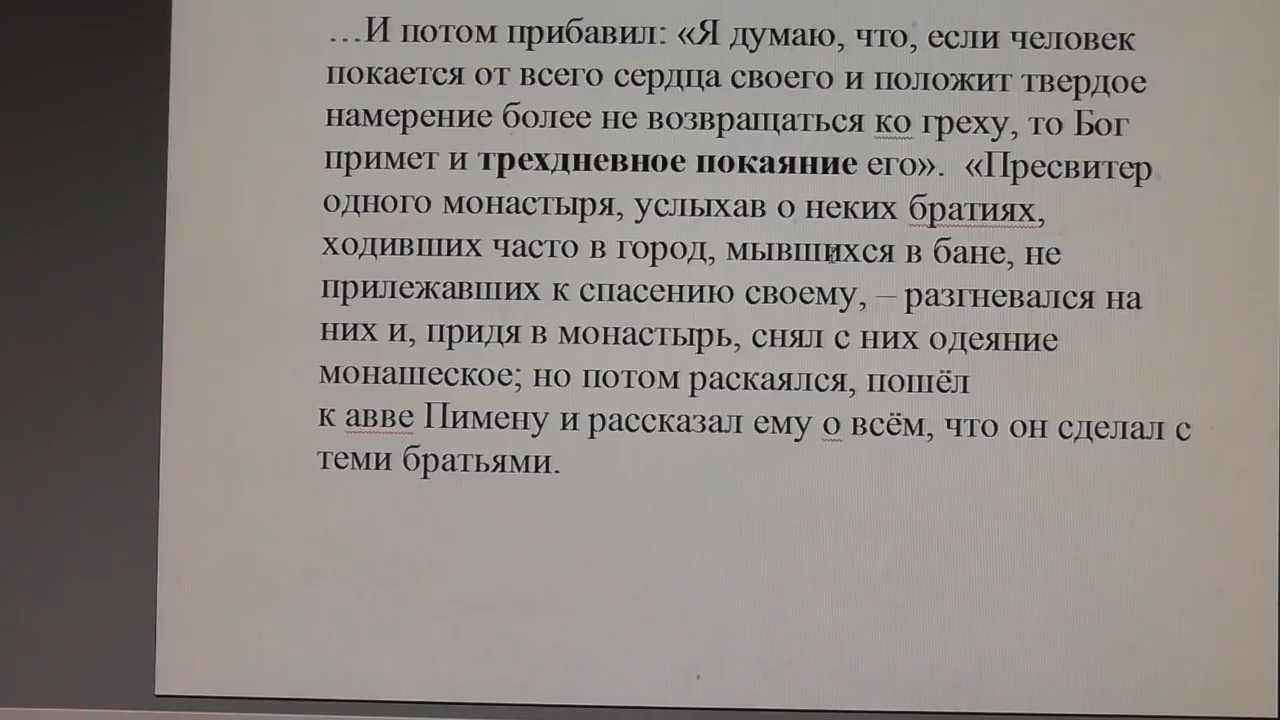 …И потом прибавил: «Я думаю, что, если человек
покается от всего сердца своего и положит твердое
намерение более не возвращаться ко греху, то Бог
примет и трехдневное покаяние его». «Пресвитер
одного монастыря, услыхав о неких братиях,
ходивших часто в город, мывшихся в бане, не
прилежавших к спасению своему, – разгневался на
них и, придя в монастырь, снял с них одеяние
монашеское; но потом раскаялся, пошёл
к авве Пимену и рассказал ему о всём, что он сделал с
теми братьями.